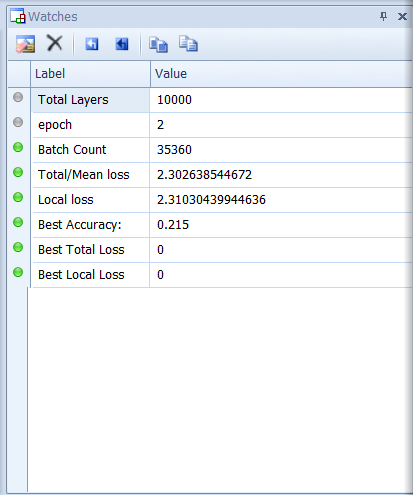 Watches
Label Value
Total Layers 10000
epoch 2
Batch Count 35360
Total/Mean loss 2.302638544672
Local loss 2.31030439944636
Best Accuracy: 0.215
Best Total Loss 0
Best Local Loss 0